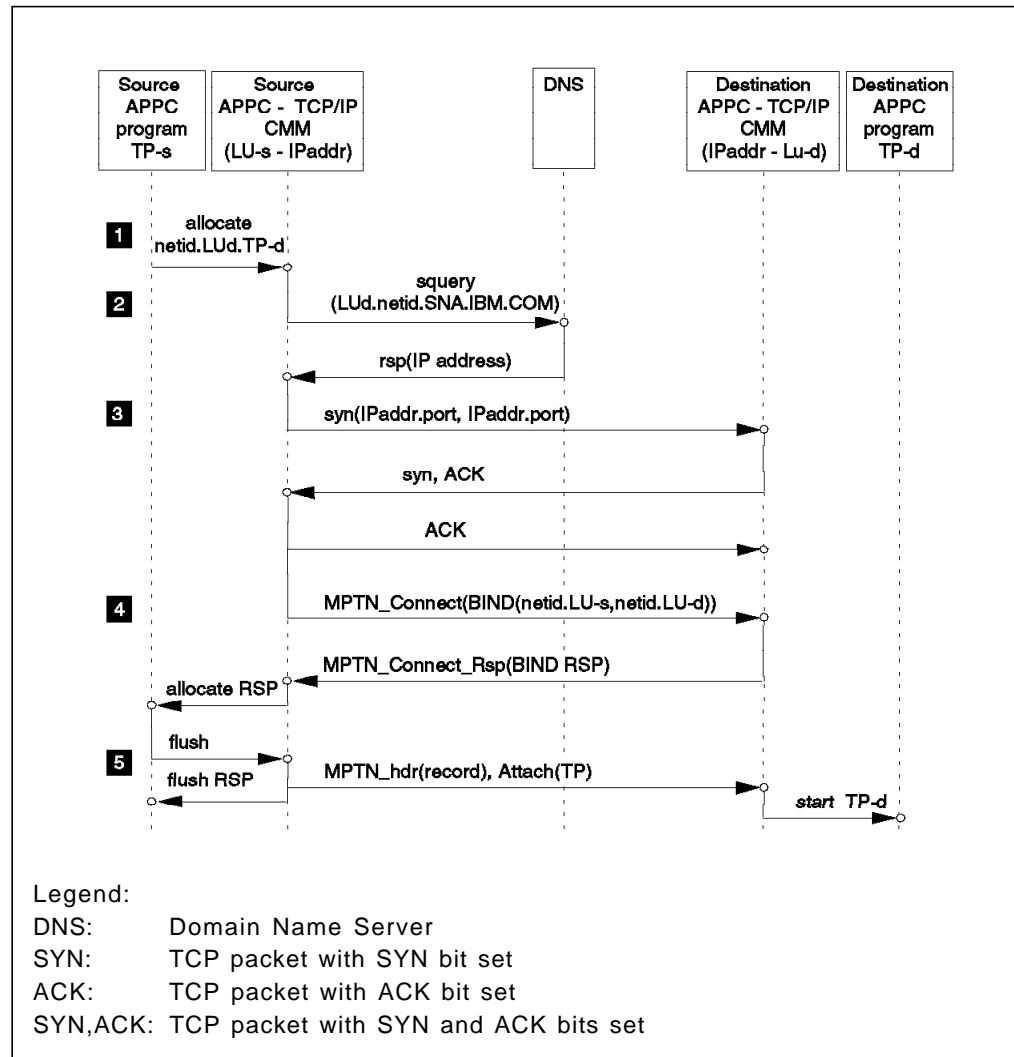 Source
APPC
program
TP-s
Source
APPC - TCP/IP
CMM
(LU-s - IPaddr)
DNS
Destination
APPC - TCP/IP
CMM
(IPaddr - Lu-d)
Destination
APPC
program
TP-d
1
allocate
netid.LUd.TP-d
2
squery
(LUd.netid.SNA.IBM.COM)
rsp(IP address)
3
syn(IPaddr.port, IPaddr.port)
syn, ACK
ACK
4
MPTN_Connect(BIND(netid.LU-s,netid.LU-d))
MPTN_Connect_Rsp(BIND RSP)
allocate RSP
5
flush
MPTN_hdr(record), Attach(TP)
flush RSP
start TP-d
Legend:
DNS: Domain Name Server
SYN: TCP packet with SYN bit set
ACK: TCP packet with ACK bit set
SYN,ACK: TCP packet with SYN and ACK bits set